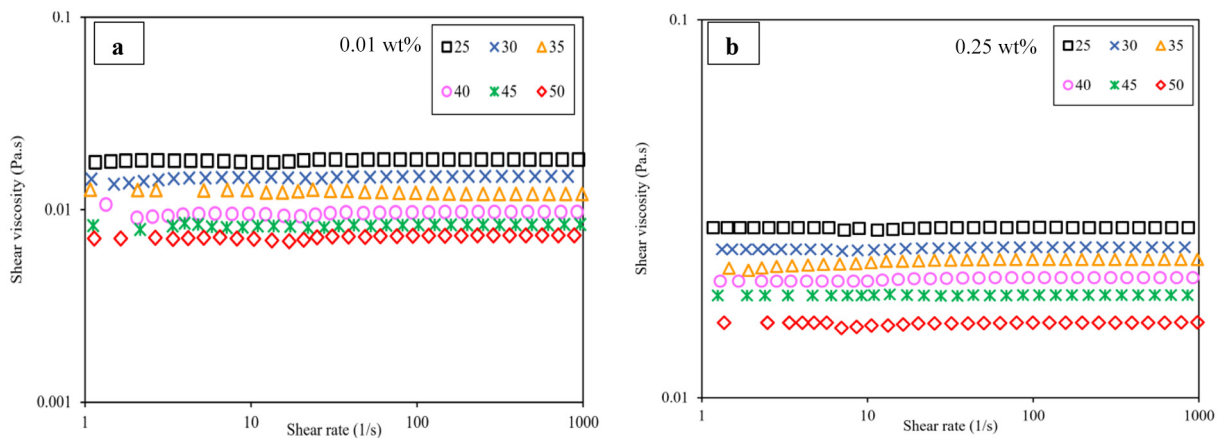 a
0.01 wt%
25 30 35
40 45 50
0.1
0.01
0.001
Shear viscosity (Pa.s)
1 10 100 1000
Shear rate (1/s)
b
0.25 wt%
25 30 35
40 45 50
0.1
0.01
Shear viscosity (Pa.s)
1 10 100 1000
Shear rate (1/s)